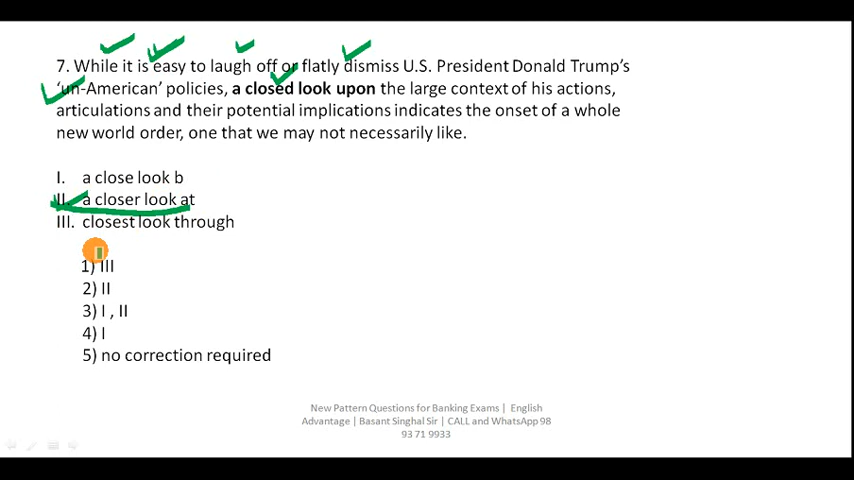 7. While it is easy to laugh off or flatly dismiss U.S. President Donald Trump's
'un-American' policies, a closed look upon the large context of his actions,
articulations and their potential implications indicates the onset of a whole
new world order, one that we may not necessarily like.
I. a close look b
II. a closer look at
III. closest look through
1) III
2) II
3) I , II
4) I
5) no correction required
New Pattern Questions for Banking Exams | English
Advantage | Basant Singhal Sir | CALL and WhatsApp 98
93 71 9933